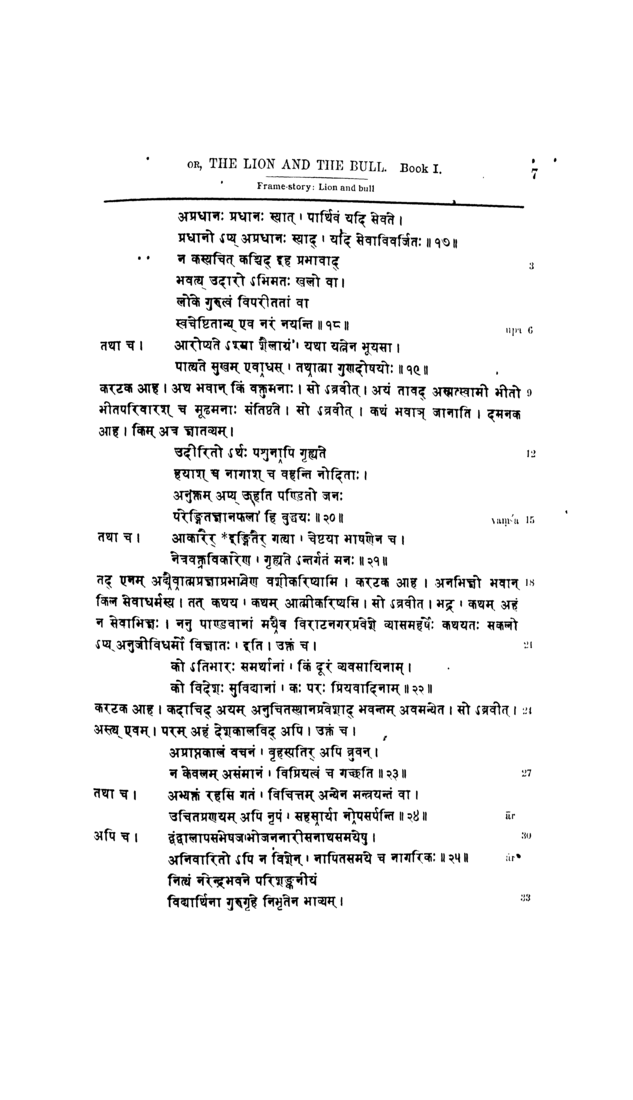 OR, THE LION AND THE BULL. Book I. 7
Frame-story: Lion and bull
अप्रधानः प्रधानः स्यात् । पार्थिवं यदि सेवते ।
प्रधानो ऽप्य् अप्रधानः स्याद् । यदि सेवाविवर्जितः ॥१७॥
न कस्यचित् कश्चिद् इह प्रभावाद्
भवत्य् उदारो ऽभिमतः खलो वा । 3
लोके गुरुत्वं विपरीततां वा
स्वचेष्टितान्य् एव नरं नयन्ति ॥१८॥ upa 6
तथा च । आरोप्यते ऽश्मा शैलाग्रं । यथा यत्नेन भूयसा ।
पात्यते सुखम् एवाधस् । तथात्मा गुणदोषयोः ॥१९॥
करटक आह । अथ भवान् किं वक्तुमनाः । सो ऽब्रवीत् । अयं तावद् अस्मत्स्वामी भीतो 9
भीतपरिवारश् च मूढमनाः संतिष्ठते । सो ऽब्रवीत् । कथं भवाञ् जानाति । दमनक
आह । किम् अत्र ज्ञातव्यम् ।
उदीरितो ऽर्थः पशुनापि गृह्यते 12
हयाश् च नागाश् च वहन्ति नोदिताः ।
अनुक्तम् अप्य् ऊहति पण्डितो जनः
परेङ्गितज्ञानफला हि बुद्धयः ॥२०॥ vaṃśa 15
तथा च । आकारैर् *इङ्गितैर् गत्या । चेष्टया भाषणेन च ।
नेत्रवक्त्रविकारेण । गृह्यते ऽन्तर्गतं मनः ॥२१॥
तद् एनम् अद्यैवात्मप्रज्ञाप्रभावेण वशीकरिष्यामि । करटक आह । अनभिज्ञो भवान् 18
किल सेवाधर्मस्य । तत् कथय । कथम् आत्मीकरिष्यसि । सो ऽब्रवीत् । भद्र । कथम् अहं
न सेवाभिज्ञः । ननु पाण्डवानां मयैव विराटनगरप्रवेशे व्यासमहर्षेः कथयतः सकलो
ऽप्य् अनुजीविधर्मो विज्ञातः । इति । उक्तं च । 21
को ऽतिभारः समर्थानां । किं दूरं व्यवसायिनाम् ।
को विदेशः सुविद्यानां । कः परः प्रियवादिनाम् ॥२२॥
करटक आह । कदाचिद् अयम् अनुचितस्थानप्रवेशाद् भवन्तम् अवमन्येत । सो ऽब्रवीत् । 24
अस्त्य् एवम् । परम् अहं देशकालविद् अपि । उक्तं च ।
अप्राप्तकालं वचनं । बृहस्पतिर् अपि ब्रुवन् ।
न केवलम् असंमानं । विप्रियत्वं च गच्छति ॥२३॥ 27
तथा च । अभ्यक्तं रहसि गतं । विचित्तम् अन्येन मन्त्रयन्तं वा ।
उचितप्रणयम् अपि नृपं । सहसार्या नोपसर्पन्ति ॥२४॥ ār
अपि च । द्वंद्वालापसभेषजभोजननारीसनाथसमयेषु । 30
अनिवारितो ऽपि न विशेन् । नापितसमये च नागरिकः ॥२५॥ ār
नित्यं नरेन्द्रभवने परिशङ्कनीयं
विद्यार्थिना गुरुगृहे निभृतेन भाव्यम् । 33